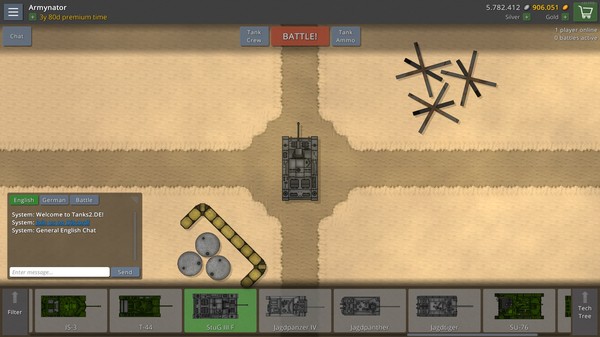 Armynator
3y 80d premium time
5.782.412
906.051
Silver +
Gold +
Chat
Tank Crew
BATTLE!
Tank Ammo
1 player online
0 battles active
English
German
Battle
System: Welcome to Tanks2.DE!
System:
System: General English Chat
Enter message...
Send
Filter
IS-3
T-44
StuG III F
Jagdpanzer IV
Jagdpanther
Jagdtiger
SU-76
Tech Tree